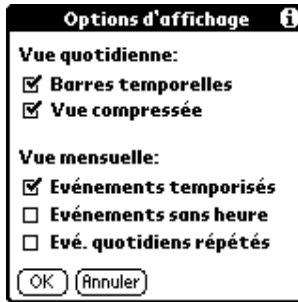 Options d'affichage i
Vue quotidienne:
Barres temporelles
Vue compressée
Vue mensuelle:
Evénements temporisés
Evénements sans heure
Evé. quotidiens répétés
OK Annuler